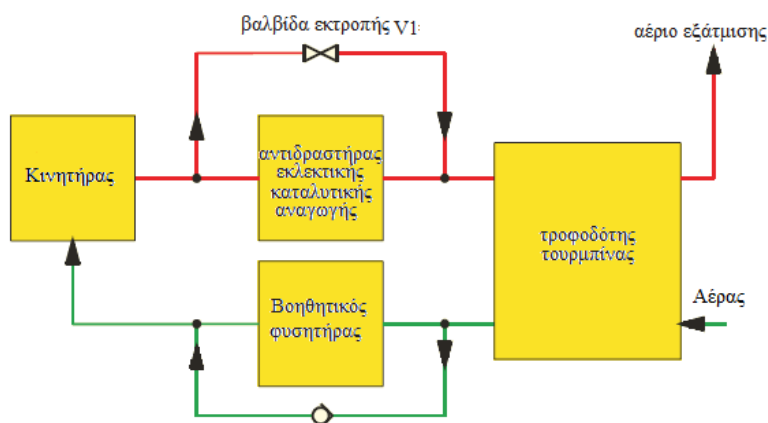 βαλβίδα εκτροπής V1:
αέριο εξάτμισης
Κινητήρας
αντιδραστήρας
εκλεκτικής
καταλυτικής
αναγωγής
τροφοδότης
τουρμπίνας
Βοηθητικός
φυσητήρας
Αέρας